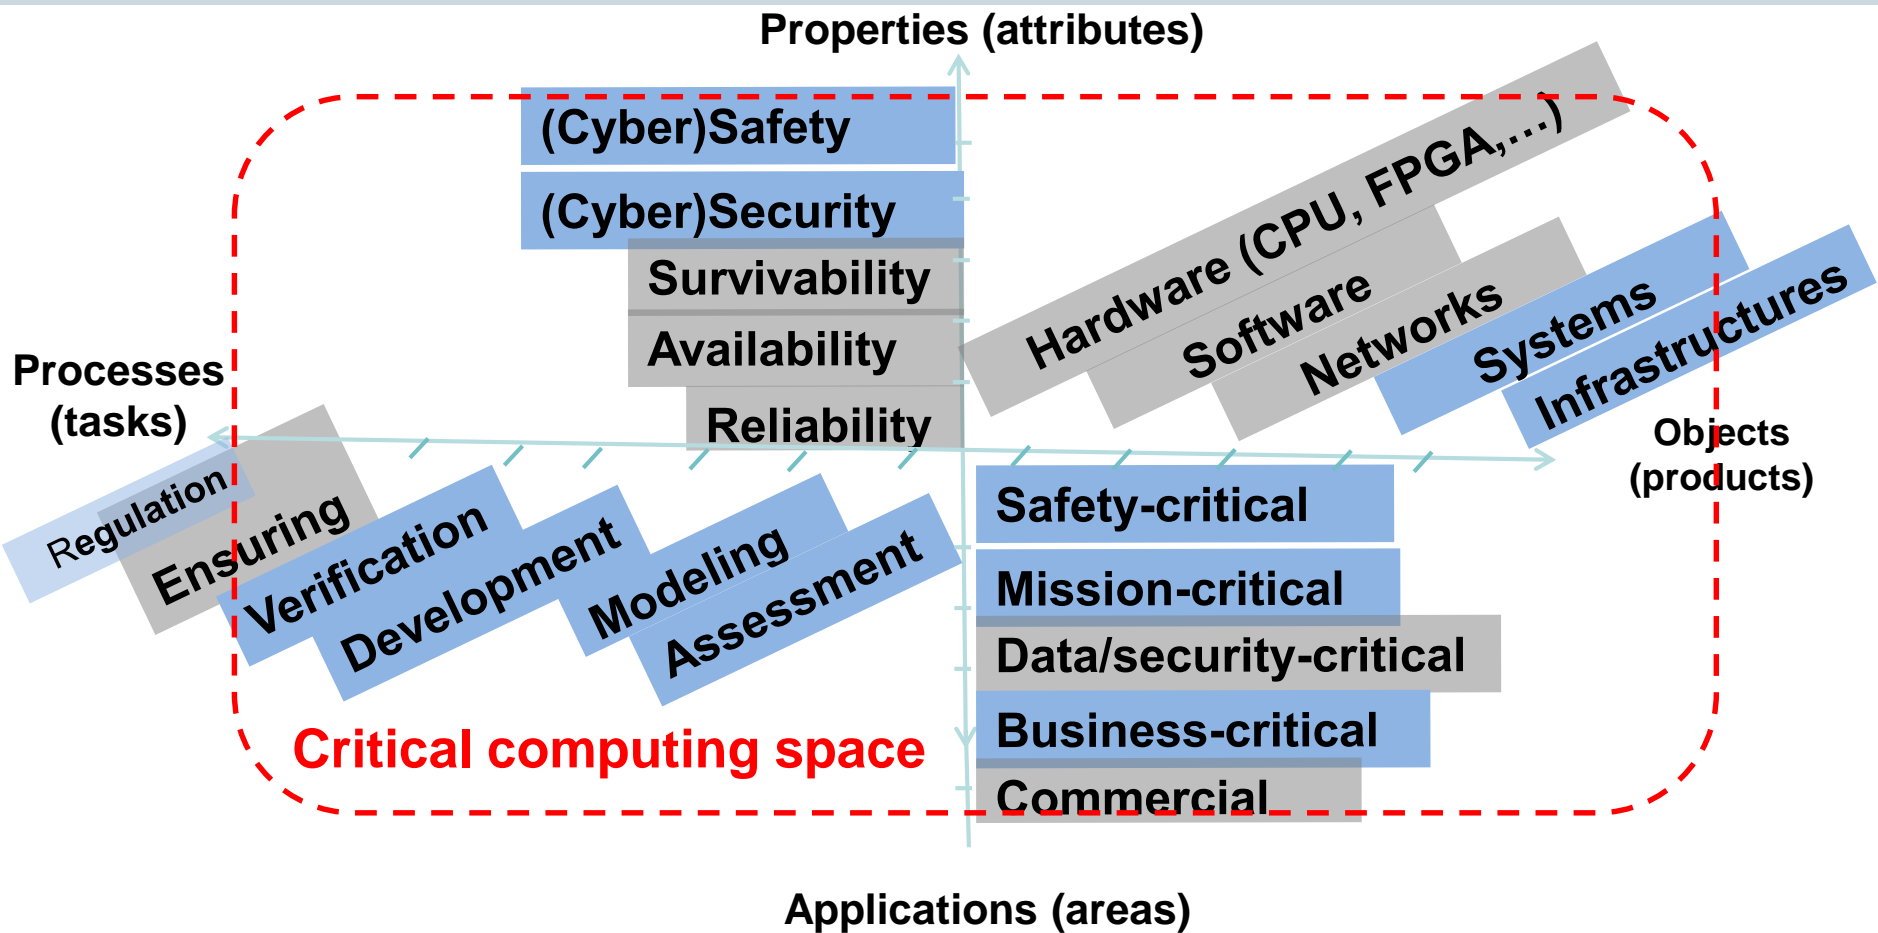 Properties (attributes)
(Cyber)Safety
(Cyber)Security
Survivability
Availability
Reliability
Hardware (CPU, FPGA,…)
Software
Networks
Systems
Infrastructures
Processes
(tasks)
Objects
(products)
Regulation
Ensuring
Verification
Development
Modeling
Assessment
Safety-critical
Mission-critical
Data/security-critical
Business-critical
Commercial
Critical computing space
Applications (areas)